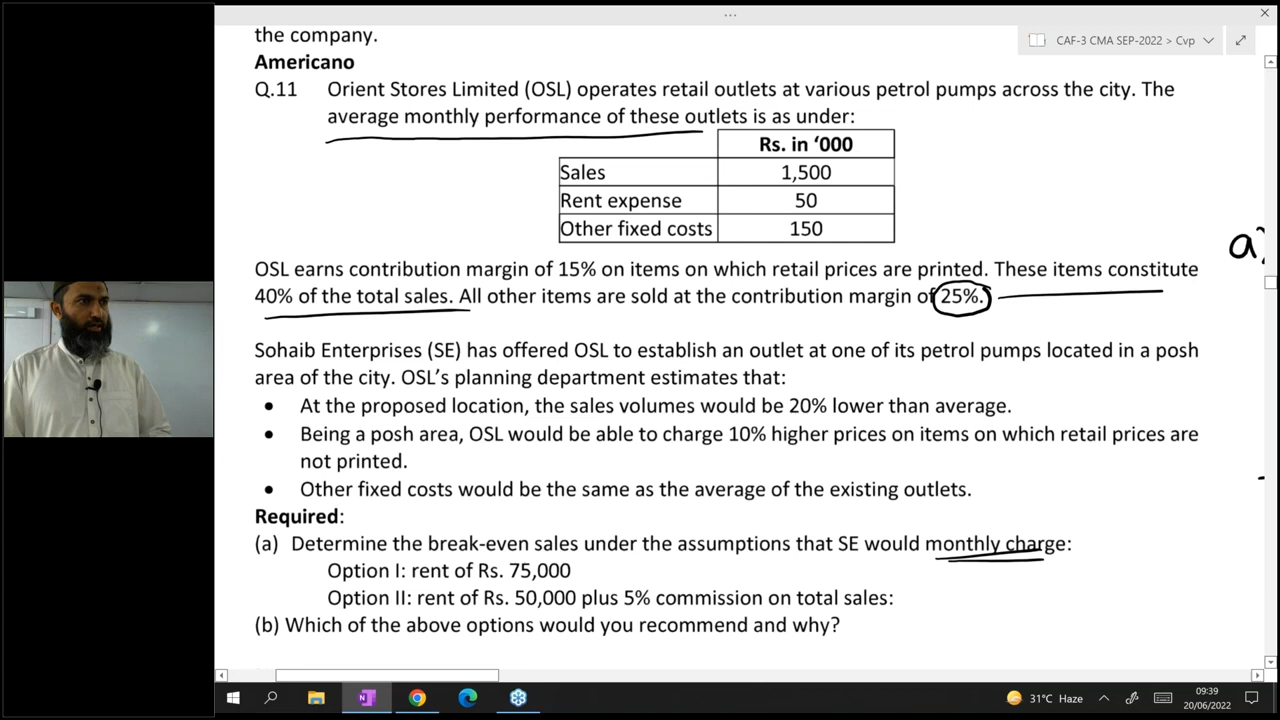 the company.
CAF-3 CMA SEP-2022 > Cvp
Americano
Q.11 Orient Stores Limited (OSL) operates retail outlets at various petrol pumps across the city. The
average monthly performance of these outlets is as under:
Rs. in ‘000
Sales 1,500
Rent expense 50
Other fixed costs 150
a)
OSL earns contribution margin of 15% on items on which retail prices are printed. These items constitute
40% of the total sales. All other items are sold at the contribution margin of 25%.
Sohaib Enterprises (SE) has offered OSL to establish an outlet at one of its petrol pumps located in a posh
area of the city. OSL’s planning department estimates that:
• At the proposed location, the sales volumes would be 20% lower than average.
• Being a posh area, OSL would be able to charge 10% higher prices on items on which retail prices are
not printed.
• Other fixed costs would be the same as the average of the existing outlets.
Required:
(a) Determine the break-even sales under the assumptions that SE would monthly charge:
Option I: rent of Rs. 75,000
Option II: rent of Rs. 50,000 plus 5% commission on total sales:
(b) Which of the above options would you recommend and why?
31°C Haze
09:39
20/06/2022